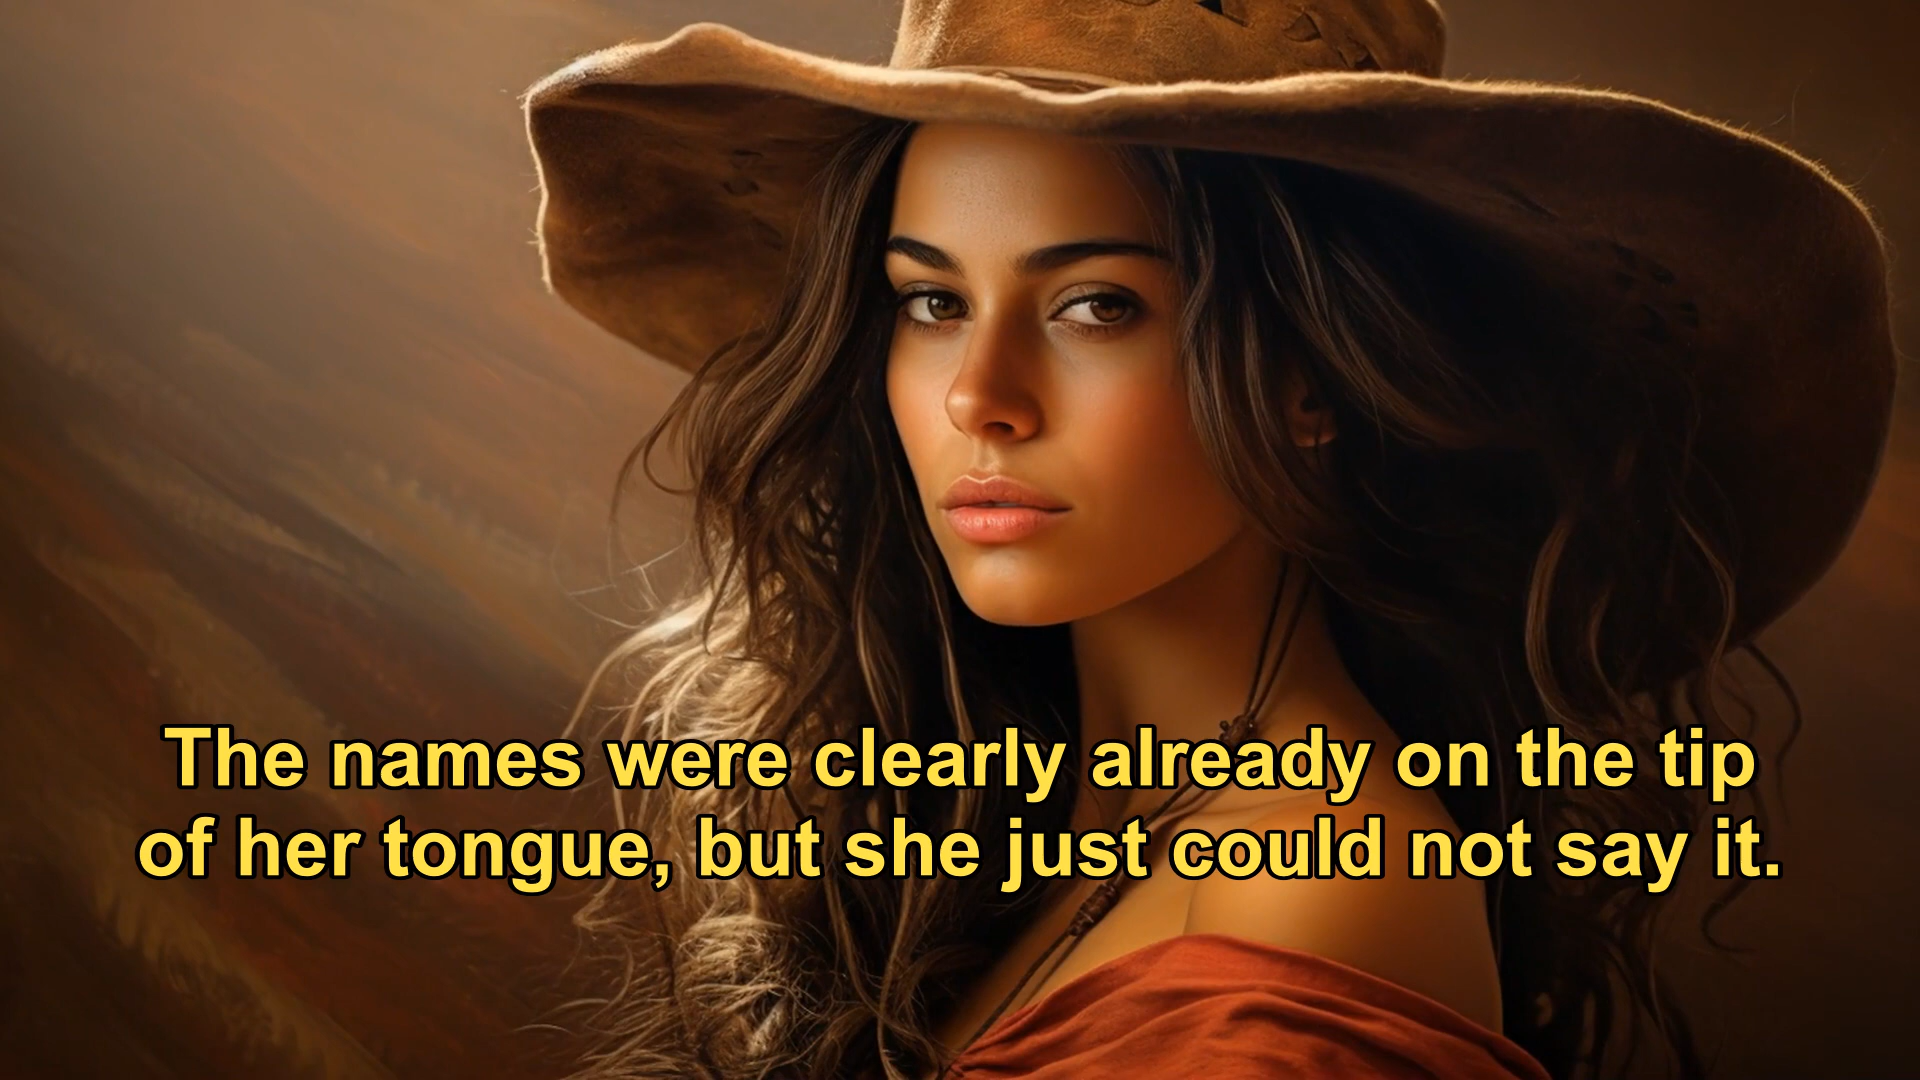 The names were clearly already on the tip
of her tongue, but she just could not say it.